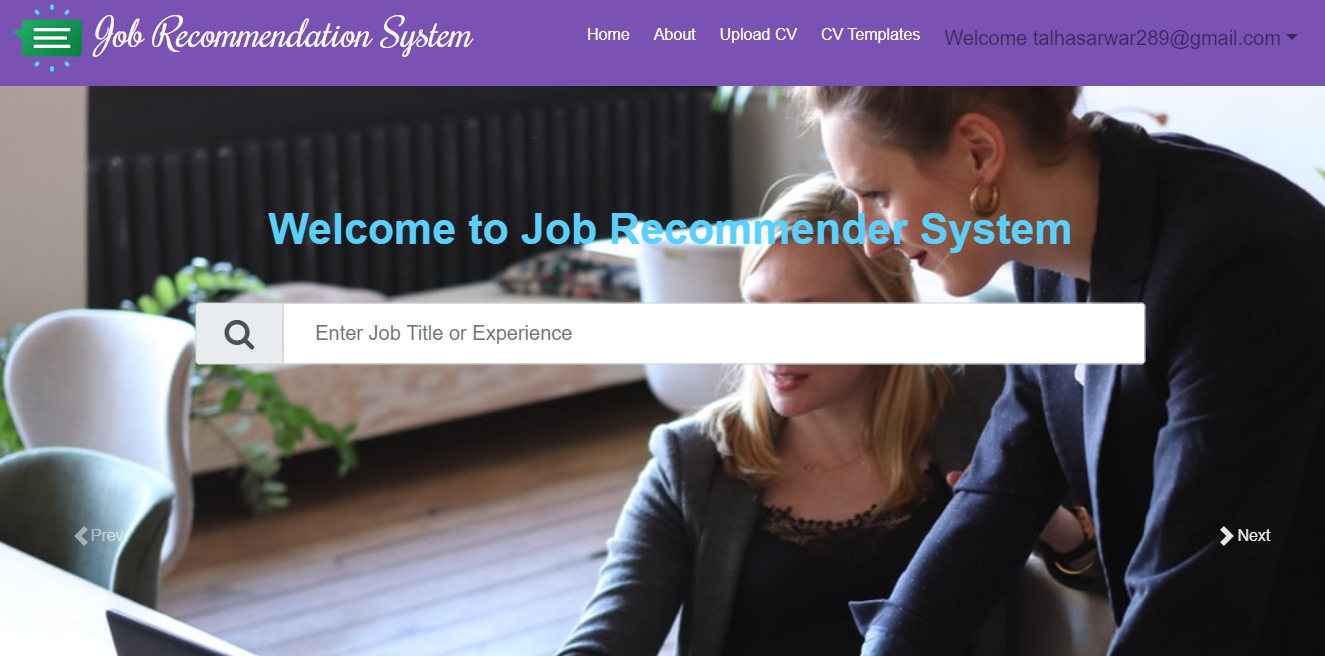 Job Recommendation System
Home About Upload CV CV Templates Welcome talhasarwar289@gmail.com
Welcome to Job Recommender System
Enter Job Title or Experience
Prev Next